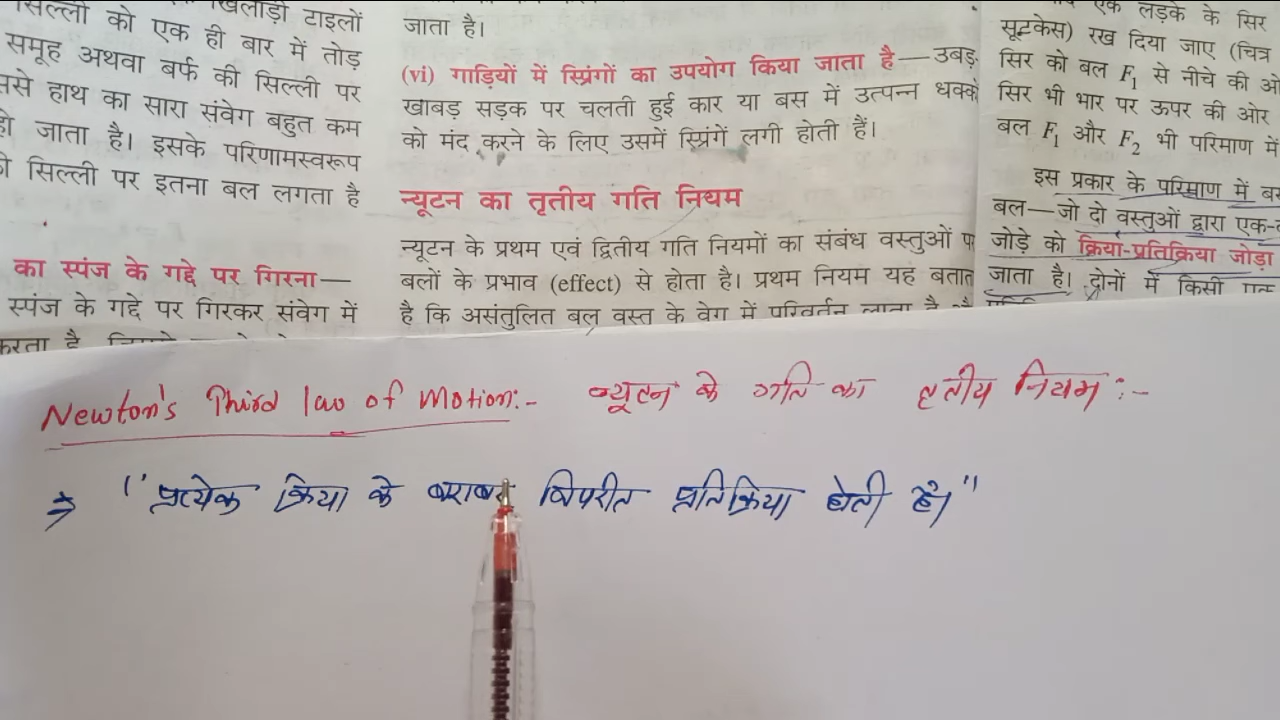 सिल्ली को एक ही बार में तोड़
समूह अथवा बर्फ की सिल्ली पर
हाथ का सारा संवेग बहुत कम
जाता है। इसके परिणामस्वरूप
सिल्ली पर इतना बल लगता है
का स्पंज के गद्दे पर गिरना—
स्पंज के गद्दे पर गिरकर संवेग में
जाता है।
(vi) गाड़ियों में स्प्रिंगों का उपयोग किया जाता है—उबड़-
खाबड़ सड़क पर चलती हुई कार या बस में उत्पन्न धक्कों
को मंद करने के लिए उसमें स्प्रिंगें लगी होती हैं।
न्यूटन का तृतीय गति नियम
न्यूटन के प्रथम एवं द्वितीय गति नियमों का संबंध वस्तुओं
बलों के प्रभाव (effect) से होता है। प्रथम नियम यह
है कि असंतुलित बल वस्तु के वेग में परिवर्तन लाता है
एक लड़के के सिर
सूटकेस) रख दिया जाए (चित्र
सिर को बल F₁ से नीचे की
सिर भी भार पर ऊपर की ओर
बल F₁ और F₂ भी परिमाण में
इस प्रकार के परिमाण में
बल—जो दो वस्तुओं द्वारा
जोड़े को क्रिया-प्रतिक्रिया जोड़ा
जाता है। दोनों में किसी
Newton's Third law of Motion:- न्यूटन के गति का तृतीय नियम:-
⇒ "प्रत्येक क्रिया के बराबर विपरीत प्रतिक्रिया होती है।"